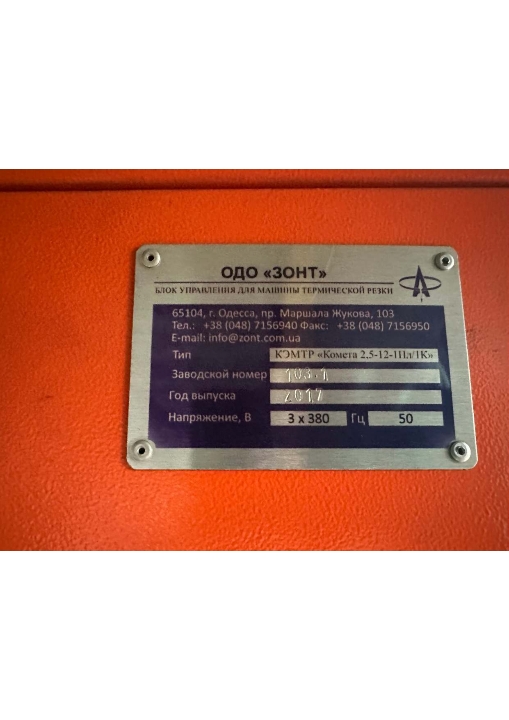 ОДО «ЗОНТ»
БЛОК УПРАВЛЕНИЯ ДЛЯ МАШИНЫ ТЕРМИЧЕСКОЙ РЕЗКИ
65104, г. Одесса, пр. Маршала Жукова, 103
Тел.: +38 (048) 7156940 Факс: +38 (048) 7156950
E-mail: info@zont.com.ua
Тип КЭМТР «Комета 2,5-12-1Пл/1К»
Заводской номер
Год выпуска 2017
Напряжение, В 3 x 380 Гц 50